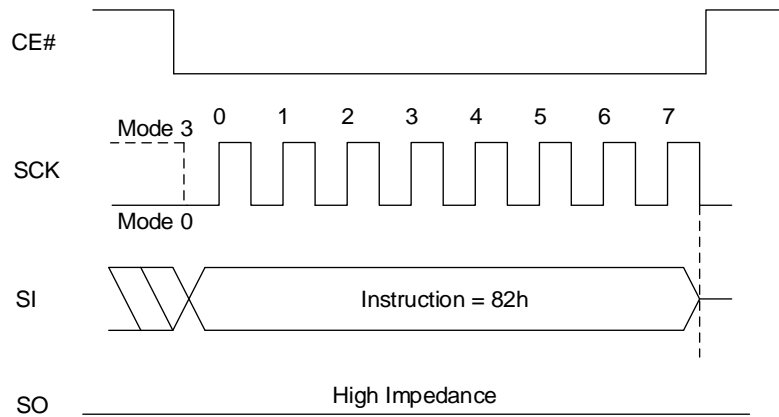 CE#
0 1 2 3 4 5 6 7
Mode 3
SCK
Mode 0
SI
Instruction = 82h
High Impedance
SO